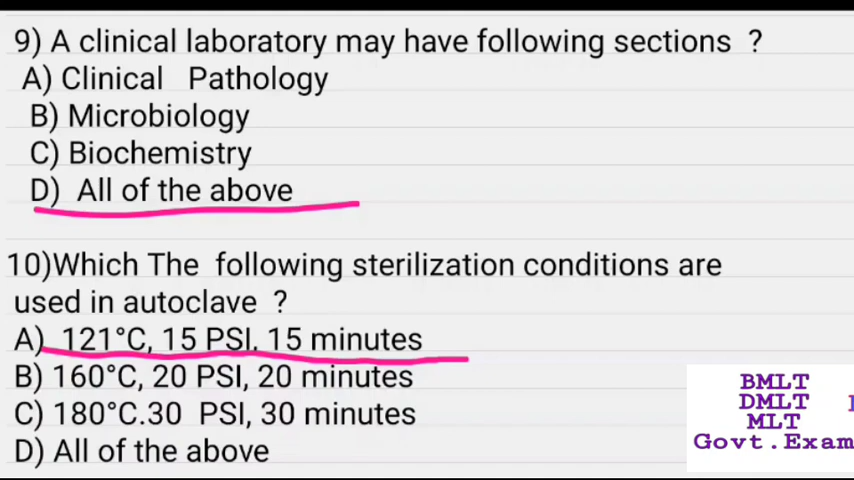 9) A clinical laboratory may have following sections ?
A) Clinical Pathology
B) Microbiology
C) Biochemistry
D) All of the above
10)Which The following sterilization conditions are
used in autoclave ?
A) 121°C, 15 PSI, 15 minutes
B) 160°C, 20 PSI, 20 minutes
C) 180°C.30 PSI, 30 minutes
D) All of the above
BMLT
DMLT
MLT
Govt.Exam